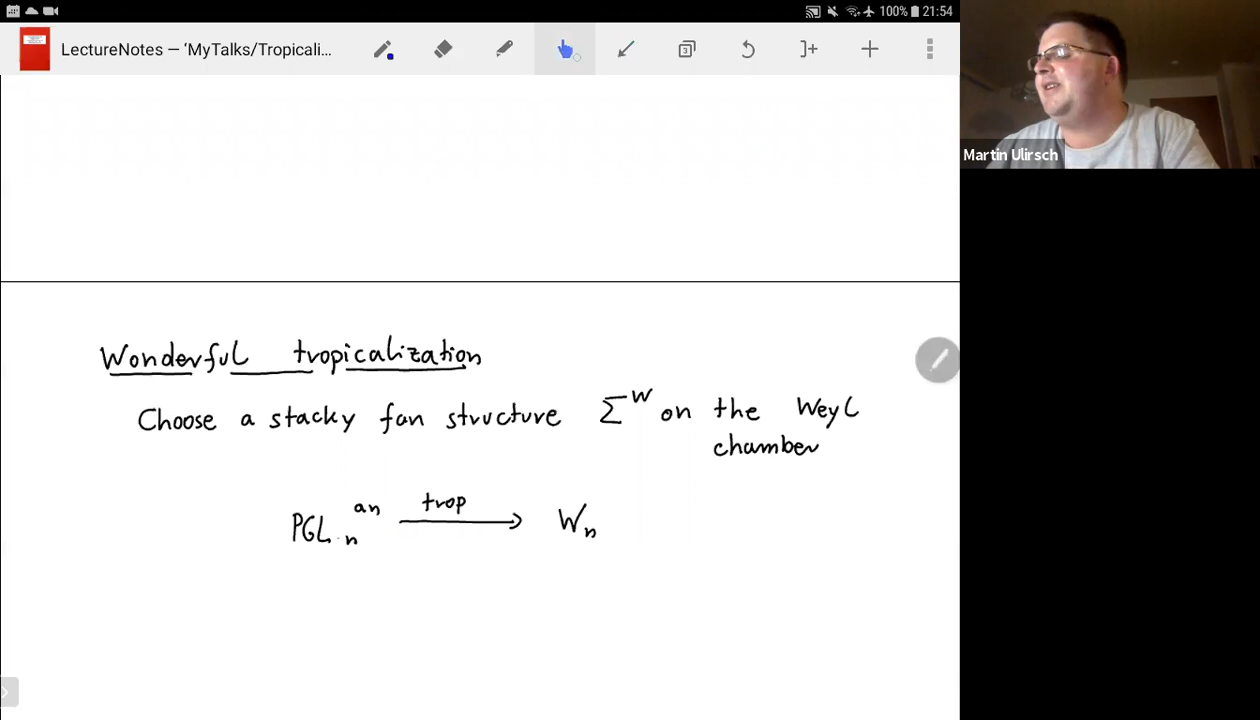 100% 21:54
LectureNotes — ‘MyTalks/Tropicali...
3
Martin Ulirsch
Wonderful tropicalization
Choose a stacky fan structure Σ^W on the Weyl
chamber
PGL_n^an —trop→ W_n